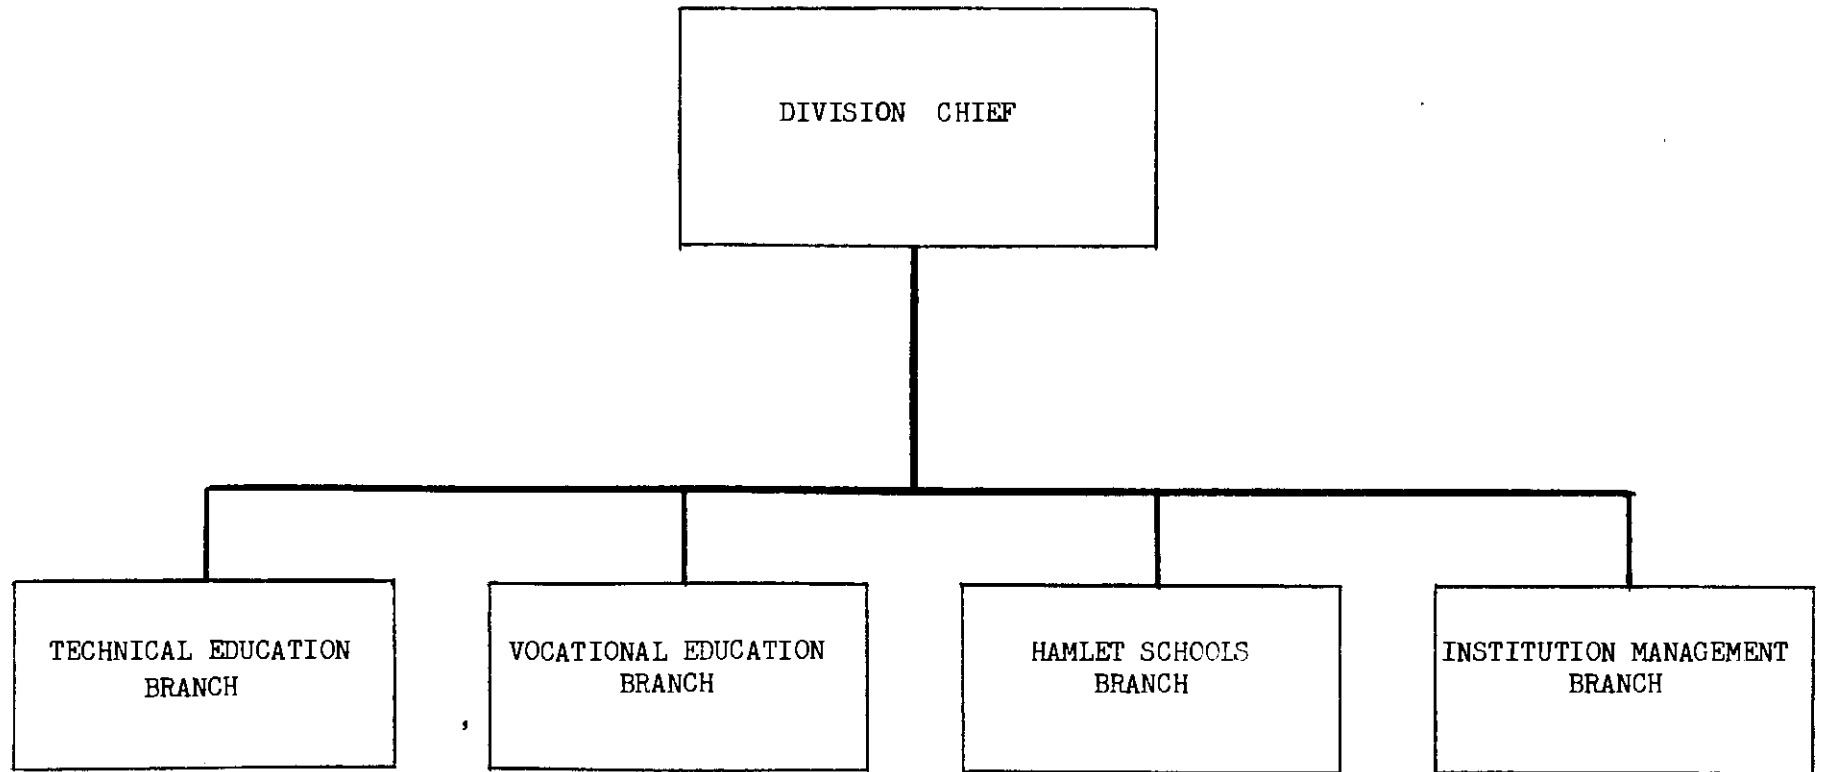 DIVISION CHIEF
TECHNICAL EDUCATION
BRANCH
VOCATIONAL EDUCATION
BRANCH
HAMLET SCHOOLS
BRANCH
INSTITUTION MANAGEMENT
BRANCH